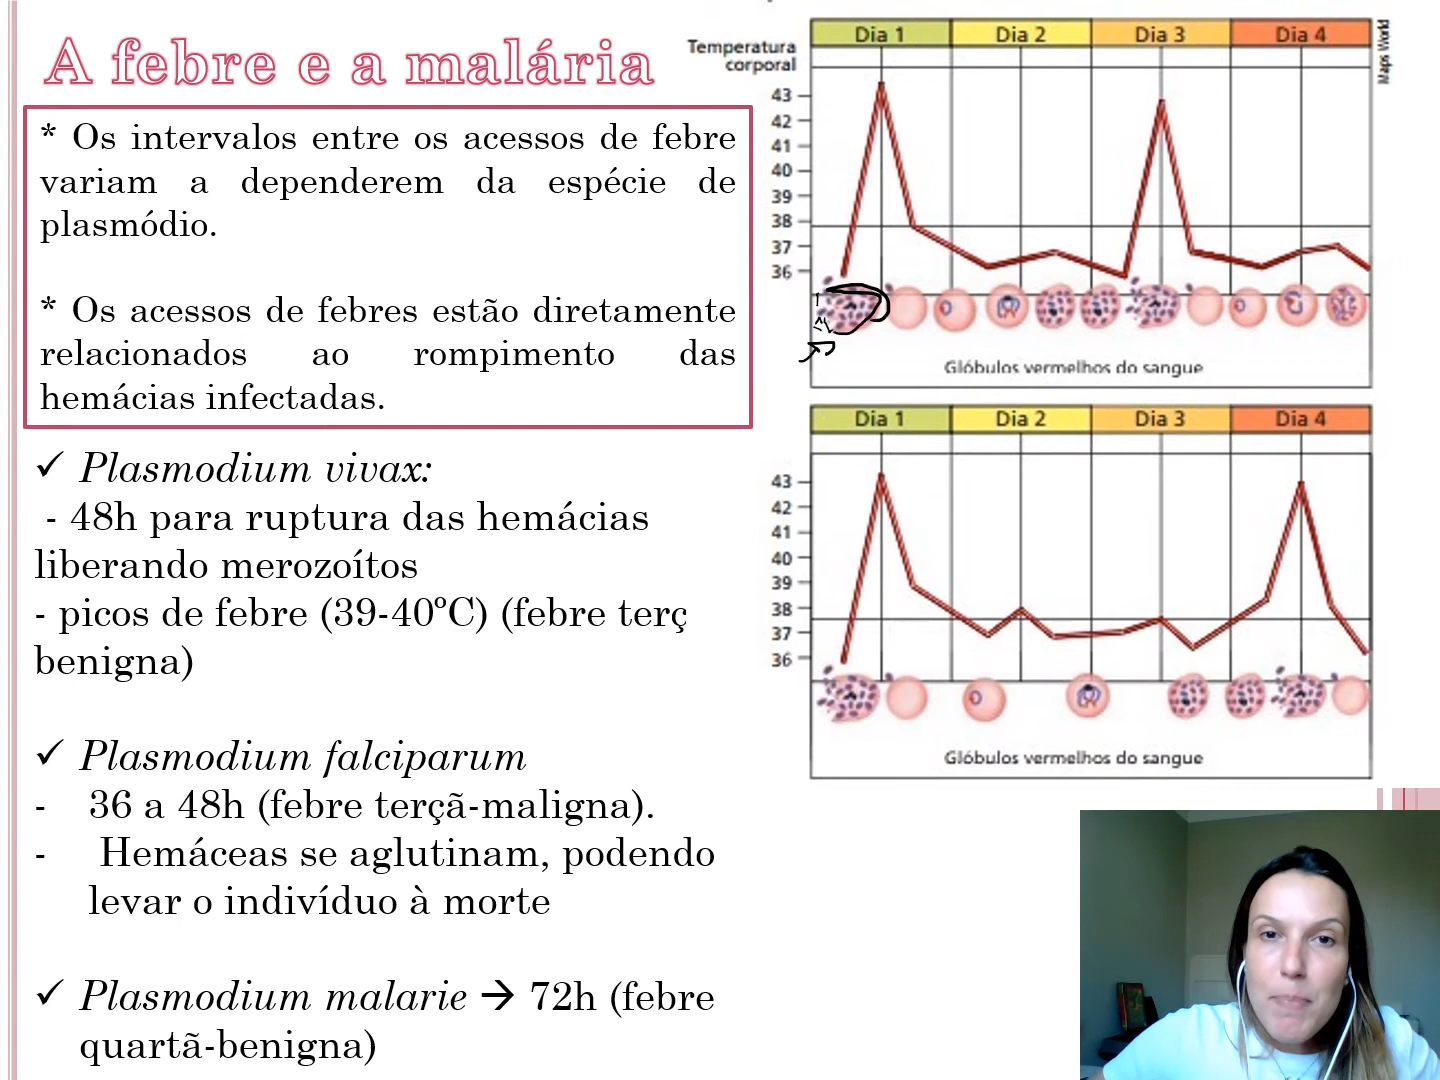 A febre e a malária
* Os intervalos entre os acessos de febre
variam a dependerem da espécie de
plasmódio.
* Os acessos de febres estão diretamente
relacionados ao rompimento das
hemácias infectadas.
✓ Plasmodium vivax:
- 48h para ruptura das hemácias
liberando merozoítos
- picos de febre (39-40ºC) (febre terç
benigna)
✓ Plasmodium falciparum
- 36 a 48h (febre terçã-maligna).
- Hemáceas se aglutinam, podendo
levar o indivíduo à morte
✓ Plasmodium malarie → 72h (febre
quartã-benigna)
Dia 1 Dia 2 Dia 3 Dia 4
Temperatura
corporal
43
42
41
40
39
38
37
36
Glóbulos vermelhos do sangue
Maps World
Dia 1 Dia 2 Dia 3 Dia 4
43
42
41
40
39
38
37
36
Glóbulos vermelhos do sangue